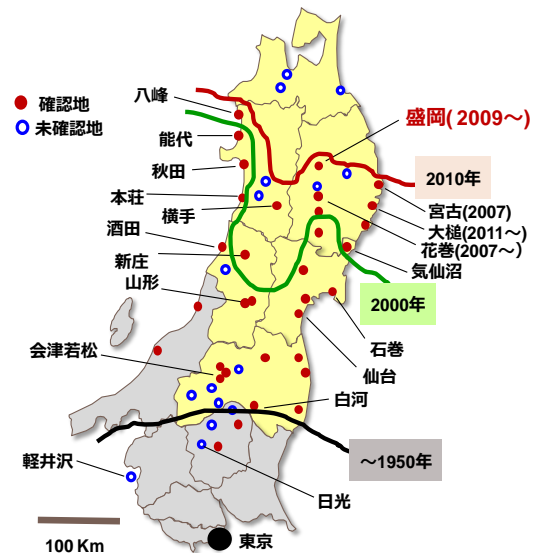 八峰
確認地
未確認地
盛岡( 2009～)
能代
秋田
2010年
本荘
宮古(2007)
横手
大槌(2011～)
酒田
花巻(2007～)
新庄
気仙沼
山形
2000年
石巻
会津若松
仙台
白河
～1950年
軽井沢
日光
東京
100 Km